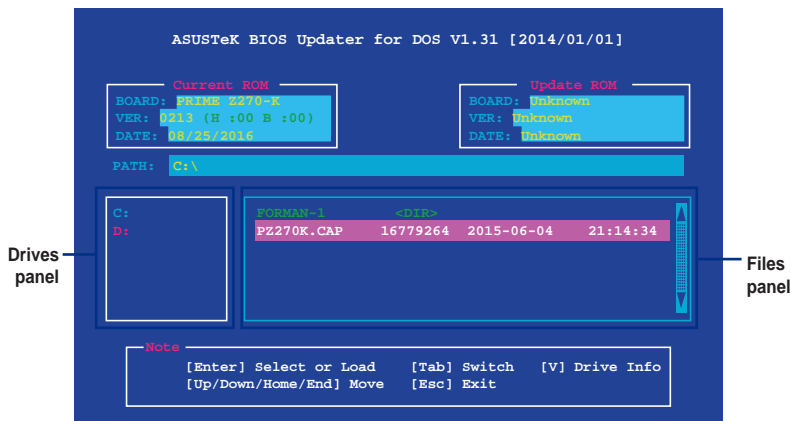 ASUSTeK BIOS Updater for DOS V1.31 [2014/01/01]
Current ROM
BOARD: PRIME Z270-K
VER: 0213 (H :00 B :00)
DATE: 08/25/2016
Update ROM
BOARD: Unknown
VER: Unknown
DATE: Unknown
PATH: C:\
C:
D:
FORMAN~1 <DIR>
PZ270K.CAP 16779264 2015-06-04 21:14:34
Drives panel
Files panel
Note
[Enter] Select or Load [Tab] Switch [V] Drive Info
[Up/Down/Home/End] Move [Esc] Exit